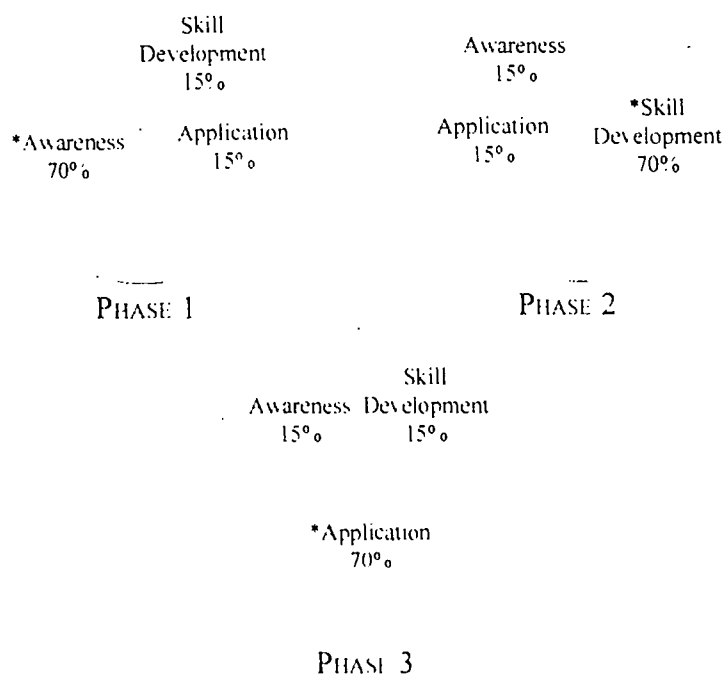 Skill
Development
15%
*Awareness
70%
Application
15%
PHASE 1
Awareness
15%
Application
15%
*Skill
Development
70%
PHASE 2
Awareness
15%
Skill
Development
15%
*Application
70%
PHASE 3